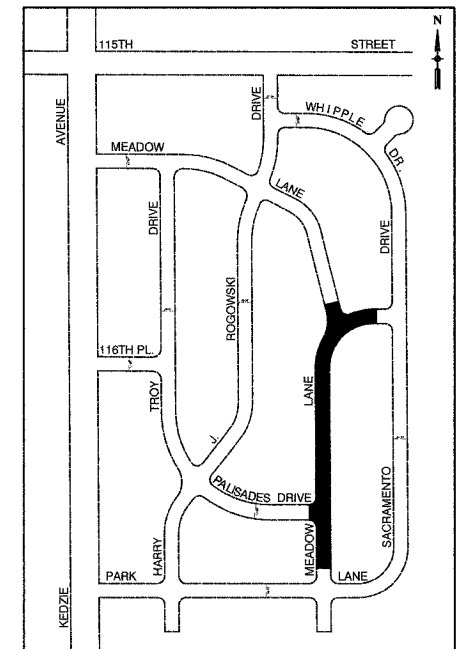 N
115TH STREET
AVENUE
DRIVE
WHIPPLE DR.
MEADOW LANE
DRIVE
DRIVE
ROGOWSKI
116TH PL.
TROY
LANE
J.
PALISADES DRIVE
SACRAMENTO
MEADOW
HARRY
PARK LANE
KEDZIE